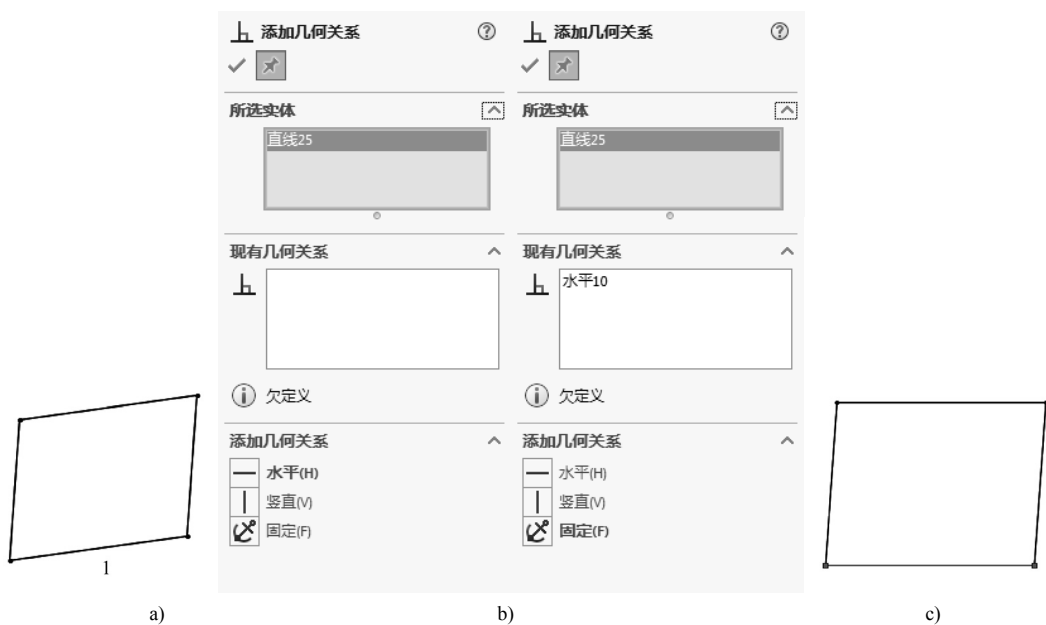 添加几何关系
所选实体
直线25
现有几何关系
欠定义
添加几何关系
水平(H)
竖直(V)
固定(F)
添加几何关系
所选实体
直线25
现有几何关系
水平10
欠定义
添加几何关系
水平(H)
竖直(V)
固定(F)
1
a)
b)
c)